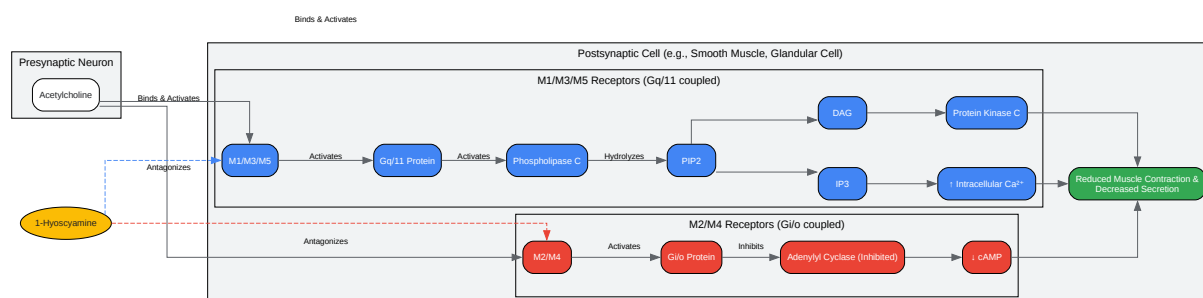 Binds & Activates
Postsynaptic Cell (e.g., Smooth Muscle, Glandular Cell)
Presynaptic Neuron
Acetylcholine
M1/M3/M5 Receptors (Gq/11 coupled)
Binds & Activates
DAG
Protein Kinase C
M1/M3/M5
Activates
Gq/11 Protein
Activates
Phospholipase C
Hydrolyzes
PIP2
Antagonizes
IP3
↑ Intracellular Ca²⁺
Reduced Muscle Contraction &
Decreased Secretion
1-Hyoscyamine
M2/M4 Receptors (Gi/o coupled)
Antagonizes
M2/M4
Activates
Gi/o Protein
Inhibits
Adenylyl Cyclase (Inhibited)
↓ cAMP